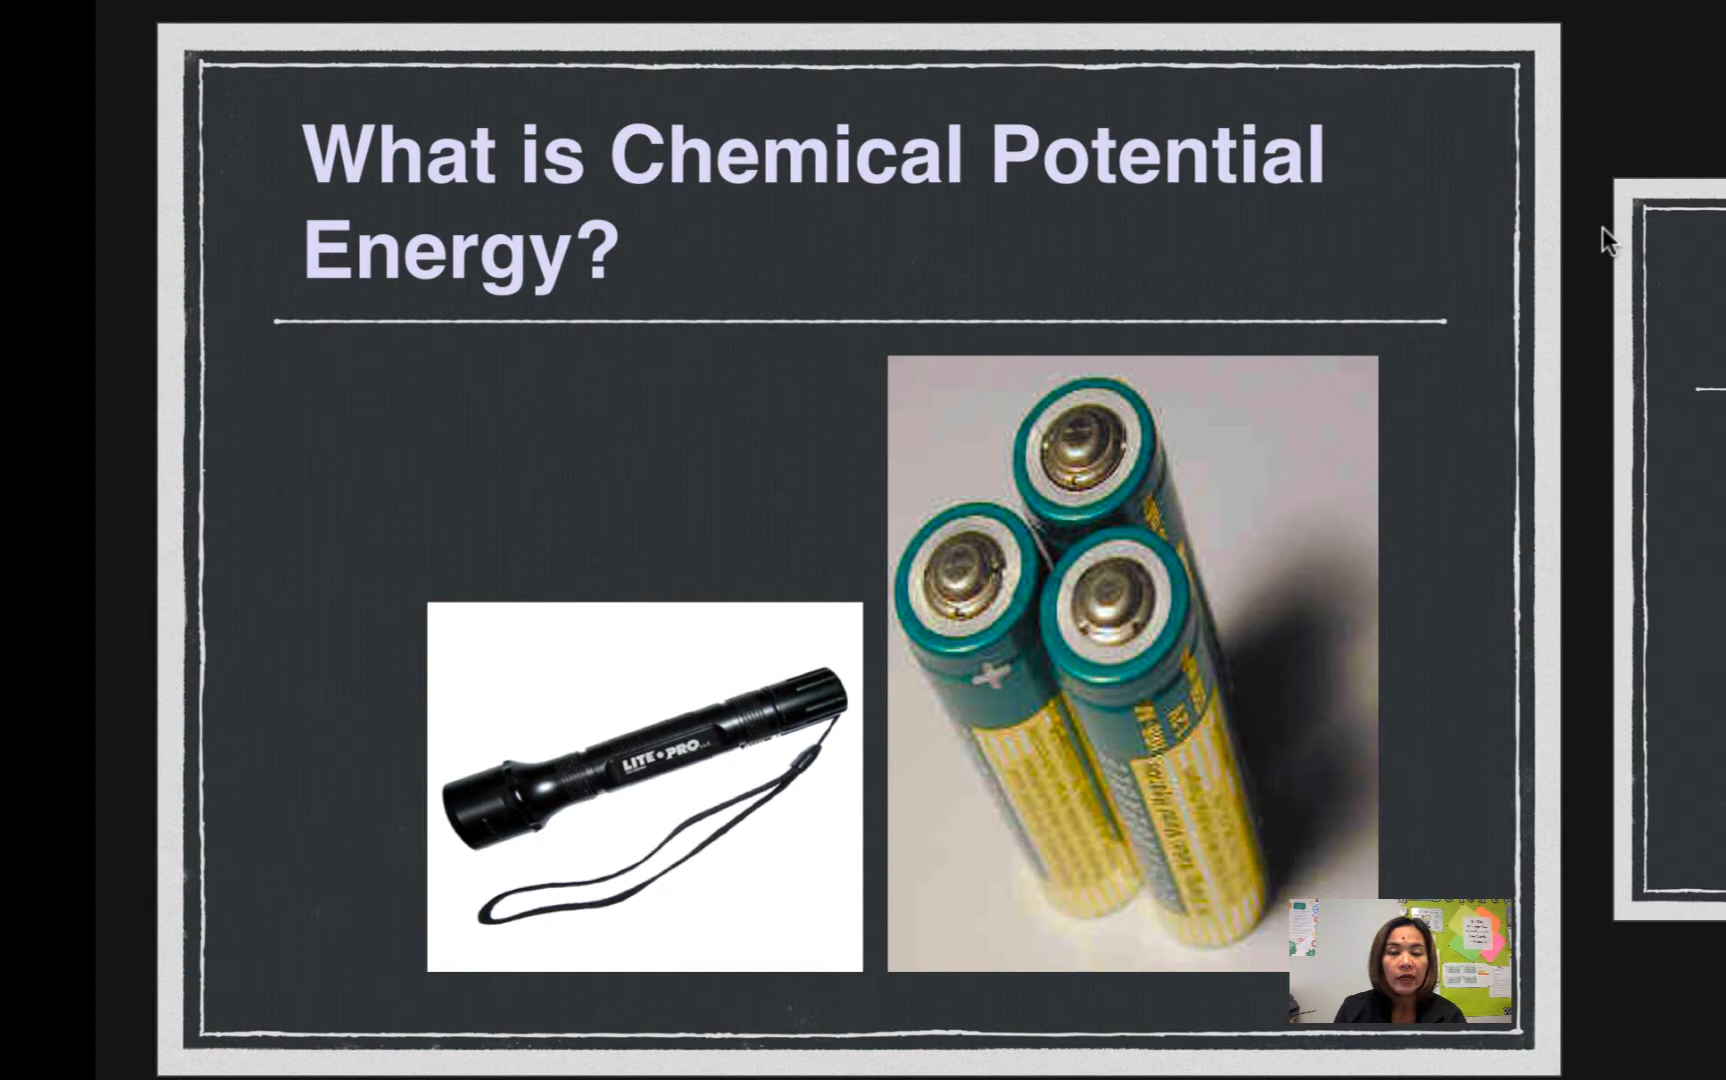 What is Chemical Potential
Energy?
LITE PRO
+